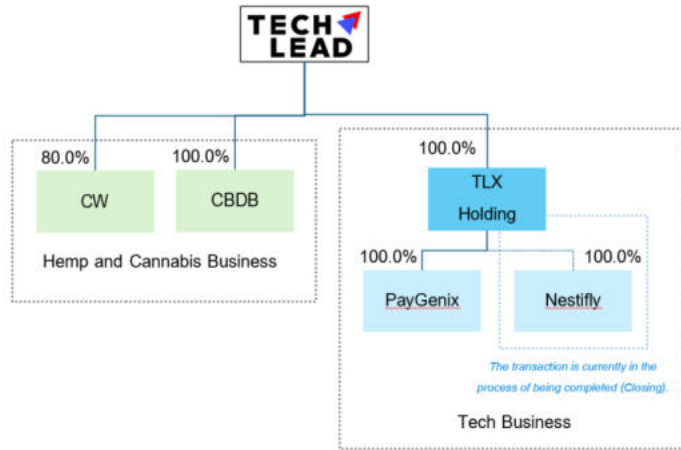 TECH
LEAD
80.0%
100.0%
100.0%
CW
CBDB
TLX
Holding
Hemp and Cannabis Business
100.0%
100.0%
PayGenix
Nestifly
The transaction is currently in the
process of being completed (Closing).
Tech Business